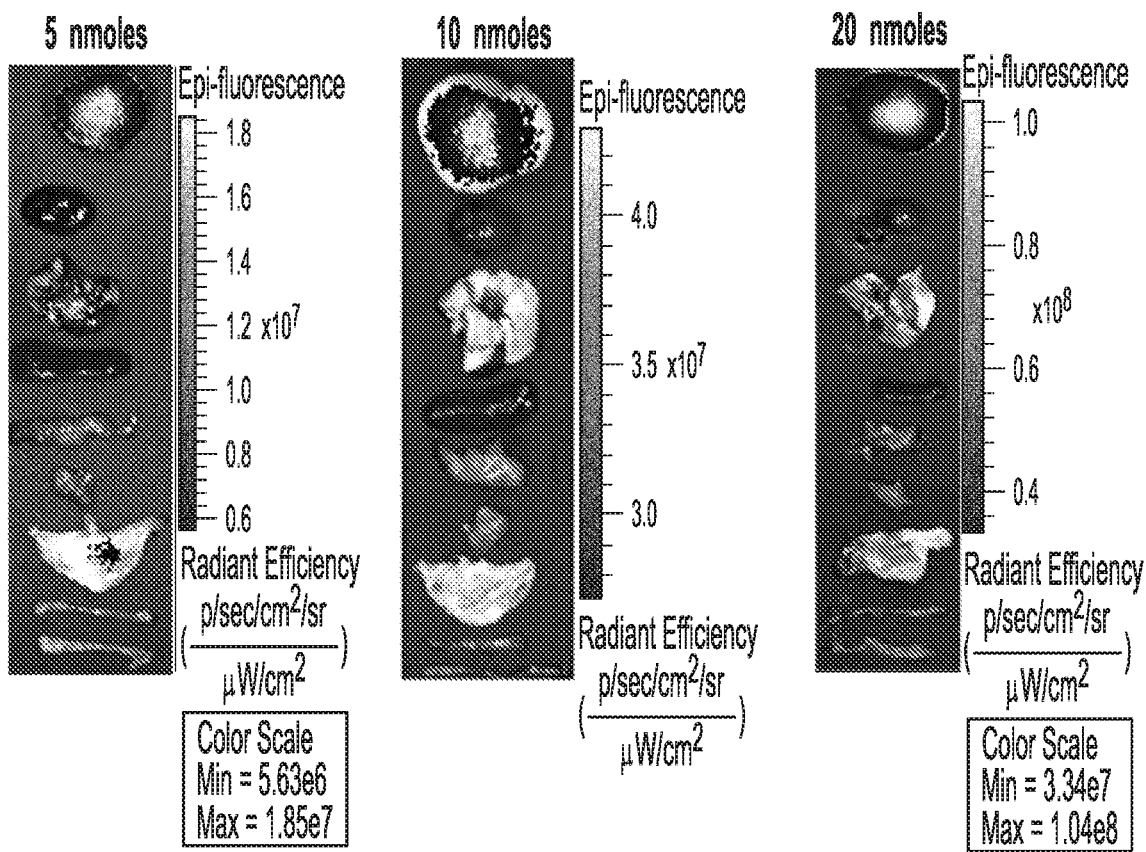 5 nmoles
Epi-fluorescence
1.8
1.6
1.4
1.2 x10⁷
1.0
0.8
0.6
Radiant Efficiency
(p/sec/cm²/sr
μW/cm²)
Color Scale
Min = 5.63e6
Max = 1.85e7
10 nmoles
Epi-fluorescence
4.0
3.5 x10⁷
3.0
Radiant Efficiency
(p/sec/cm²/sr
μW/cm²)
20 nmoles
Epi-fluorescence
1.0
0.8
x10⁸
0.6
0.4
Radiant Efficiency
(p/sec/cm²/sr
μW/cm²)
Color Scale
Min = 3.34e7
Max = 1.04e8